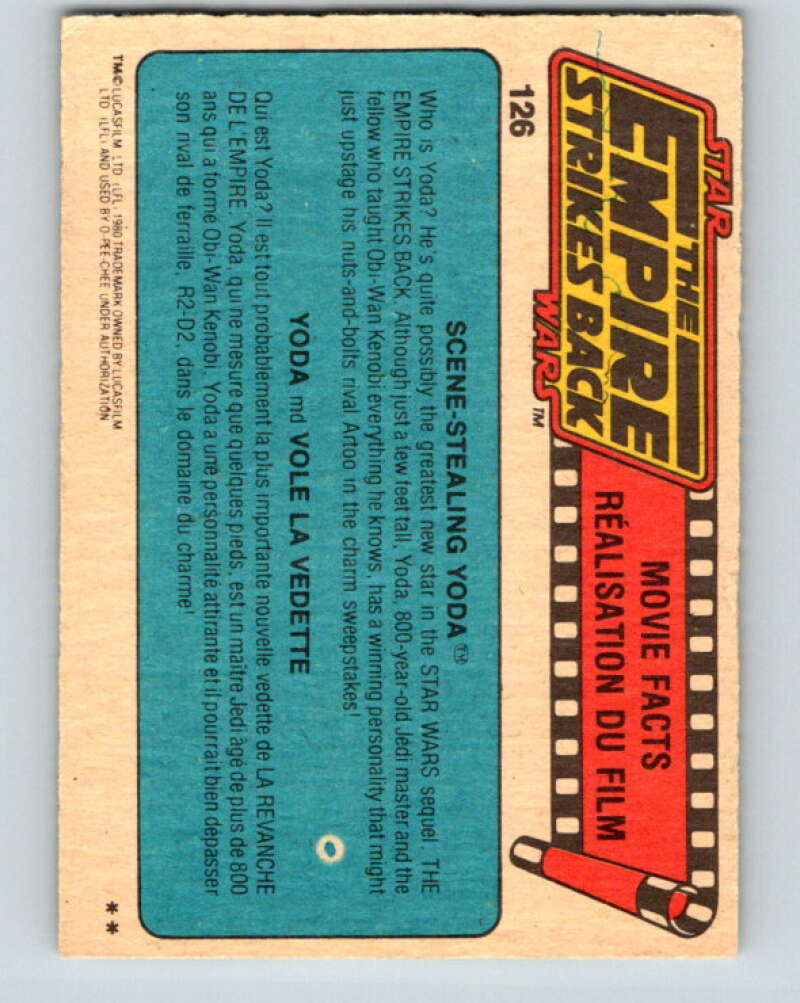 STAR
THE
EMPIRE
STRIKES BACK
WARS™
MOVIE FACTS
RÉALISATION DU FILM
126
SCENE-STEALING YODA™
Who is Yoda? He's quite possibly the greatest new star in the STAR WARS sequel THE
EMPIRE STRIKES BACK. Although just a few feet tall, Yoda, 800-year-old Jedi master and the
fellow who taught Obi-Wan Kenobi everything he knows, has a winning personality that might
just upstage his nuts-and-bolts rival Artoo in the charm sweepstakes!
YODA md VOLE LA VEDETTE
Qui est Yoda? Il est tout probablement la plus importante nouvelle vedette de LA REVANCHE
DE L'EMPIRE. Yoda, qui ne mesure que quelques pieds, est un maître Jedi âgé de plus de 800
ans qui a formé Obi-Wan Kenobi. Yoda a une personnalité attirante et il pourrait bien dépasser
son rival de ferraille, R2-D2, dans le domaine du charme!
TM© LUCASFILM LTD (LFL) 1980 TRADEMARK OWNED BY LUCASFILM
LTD (LFL) AND USED BY O-PEE-CHEE UNDER AUTHORIZATION
**